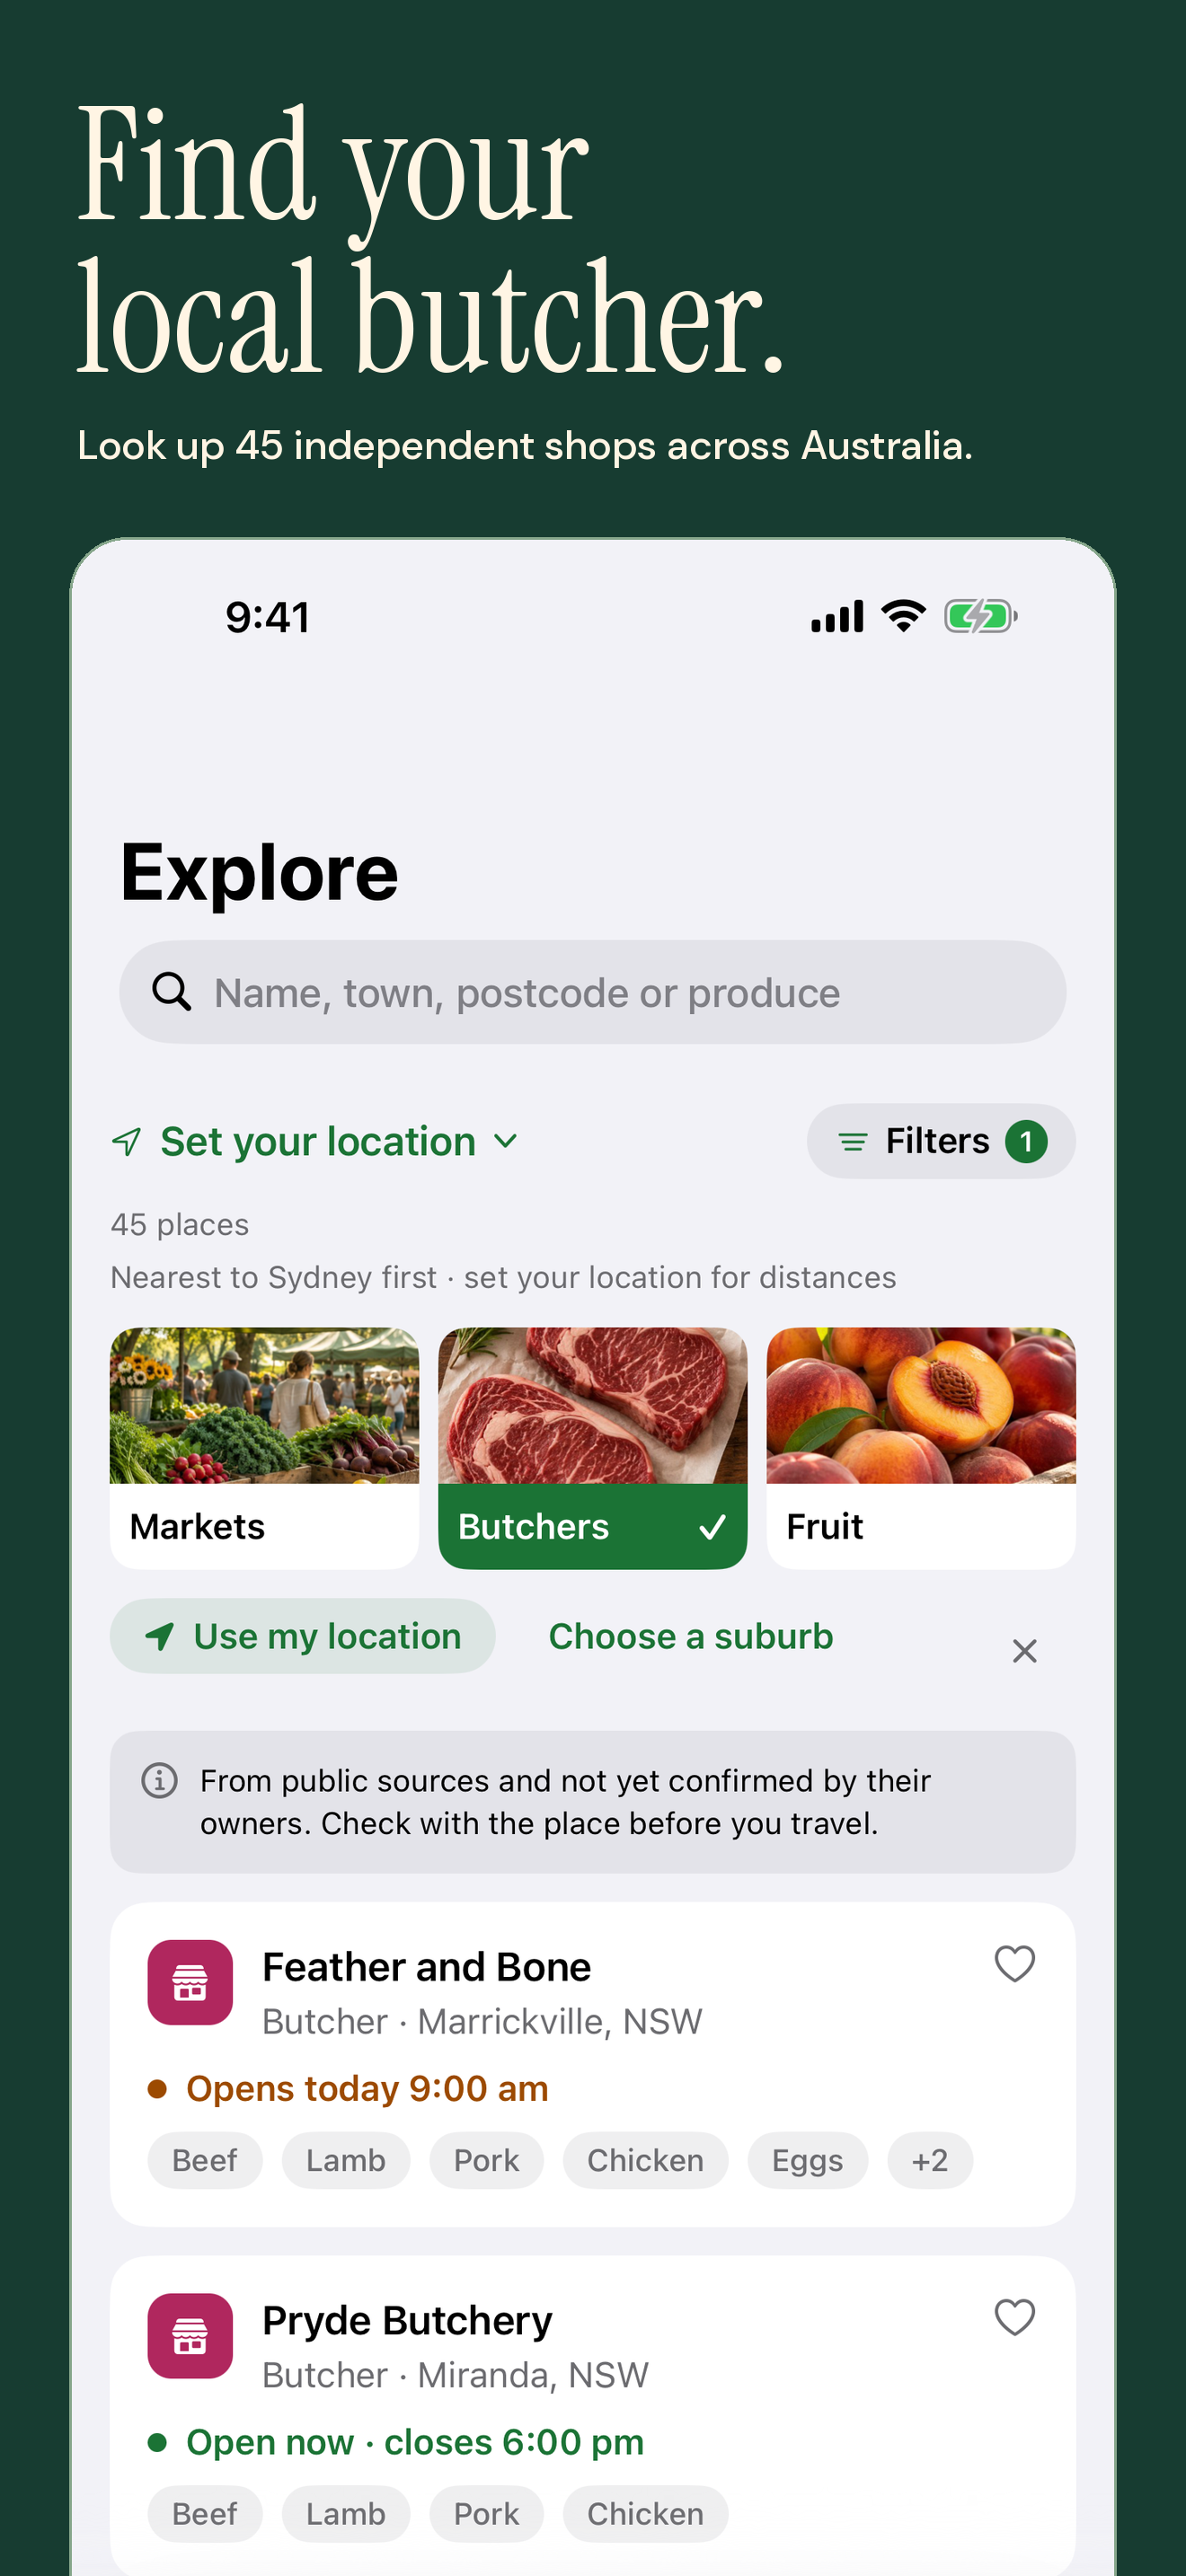 Find your
local butcher.
Look up 45 independent shops across Australia.
9:41
Explore
Name, town, postcode or produce
Set your location
Filters 1
45 places
Nearest to Sydney first · set your location for distances
Markets
Butchers
Fruit
Use my location
Choose a suburb
From public sources and not yet confirmed by their
owners. Check with the place before you travel.
Feather and Bone
Butcher · Marrickville, NSW
Opens today 9:00 am
Beef Lamb Pork Chicken Eggs +2
Pryde Butchery
Butcher · Miranda, NSW
Open now · closes 6:00 pm
Beef Lamb Pork Chicken